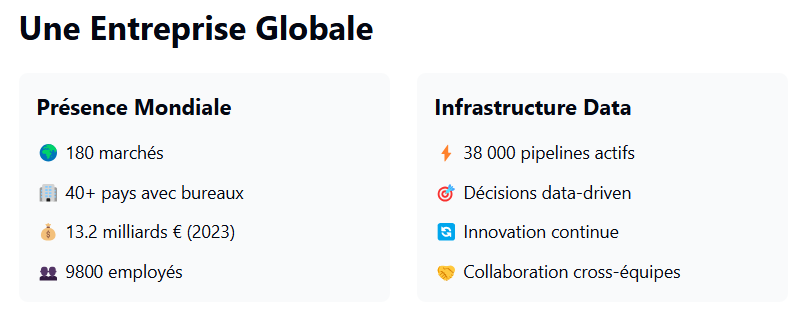 Une Entreprise Globale
Présence Mondiale
180 marchés
40+ pays avec bureaux
13.2 milliards € (2023)
9800 employés
Infrastructure Data
38 000 pipelines actifs
Décisions data-driven
Innovation continue
Collaboration cross-équipes